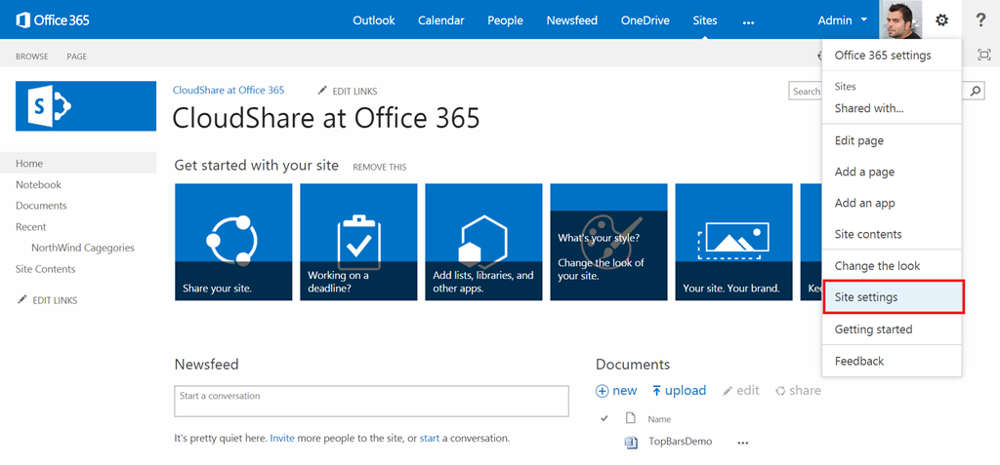 Office 365
Outlook
Calendar
People
Newsfeed
OneDrive
Sites
...
Admin
?
BROWSE
PAGE
S
CloudShare at Office 365
EDIT LINKS
CloudShare at Office 365
Search
Home
Notebook
Documents
Recent
NorthWind Cagegories
Site Contents
EDIT LINKS
Get started with your site
REMOVE THIS
Share your site.
Working on a
deadline?
Add lists, libraries, and
other apps.
What's your style?
Change the look of
your site.
Your site. Your brand.
Office 365 settings
Sites
Shared with...
Edit page
Add a page
Add an app
Site contents
Change the look
Site settings
Getting started
Feedback
Newsfeed
Start a conversation
It's pretty quiet here. Invite more people to the site, or start a conversation.
Documents
new
upload
edit
share
Name
TopBarsDemo
...